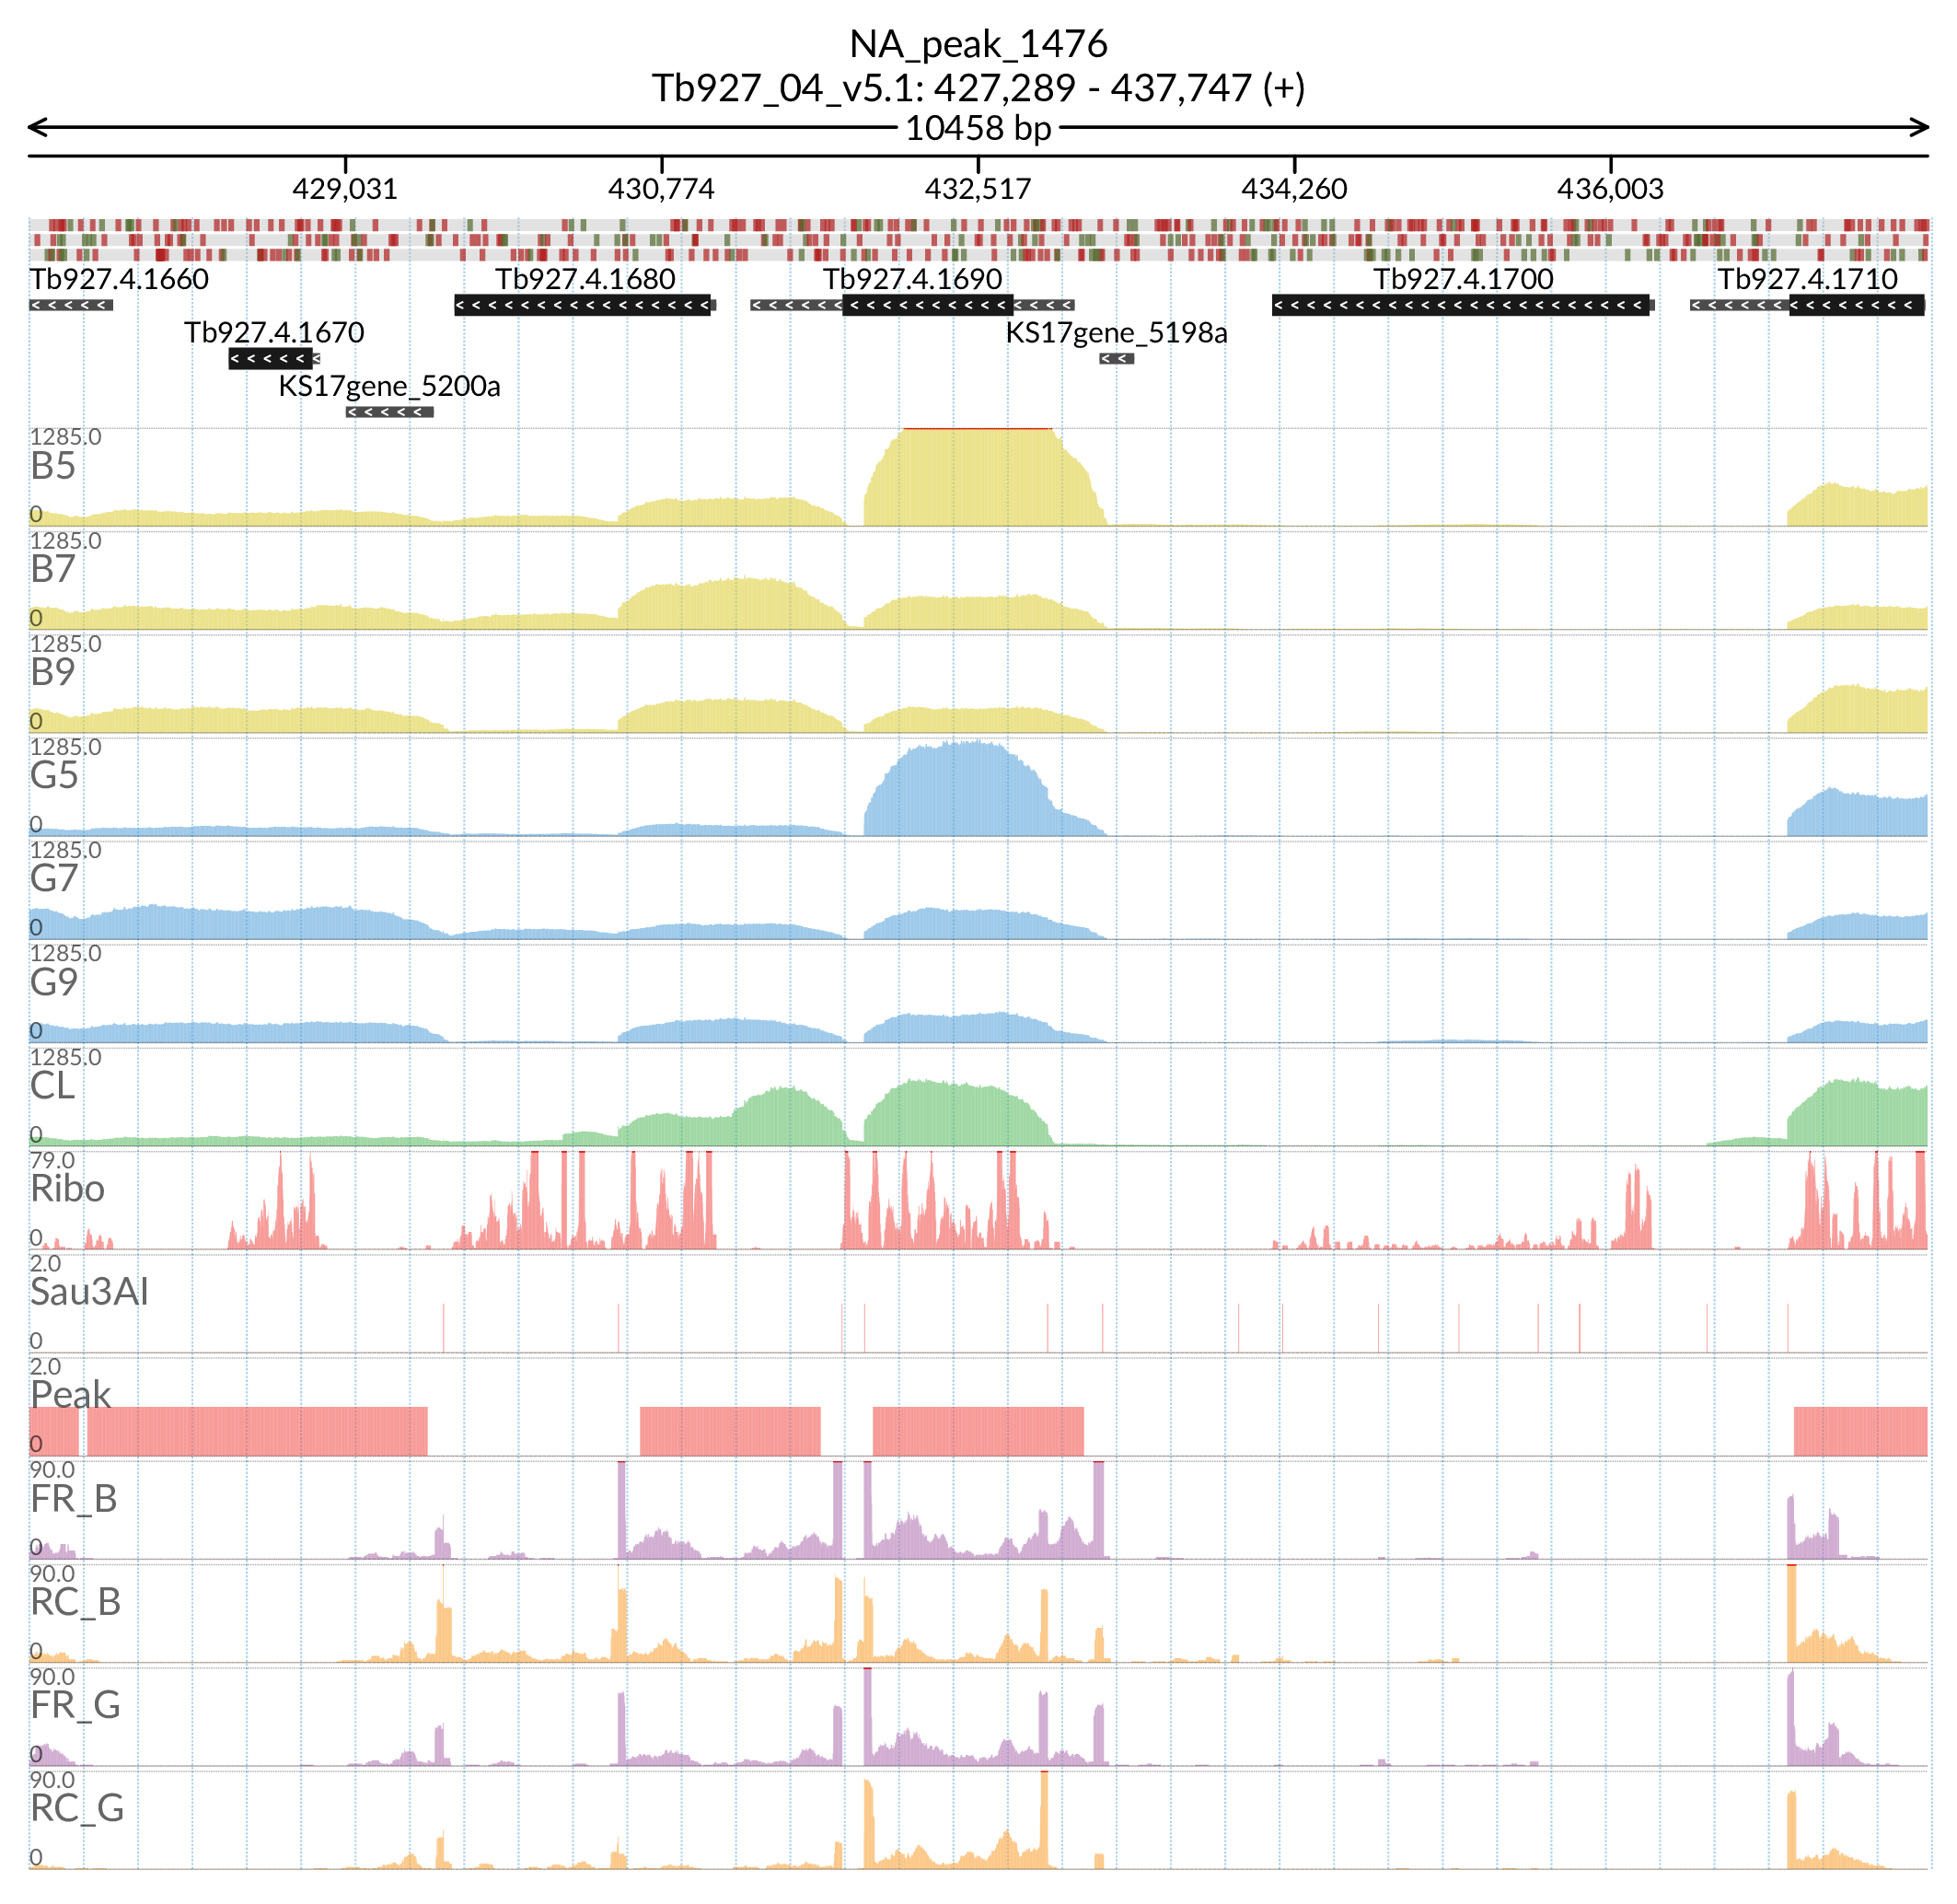 NA_peak_1476
Tb927_04_v5.1: 427,289 - 437,747 (+)
10458 bp
429,031 430,774 432,517 434,260 436,003
Tb927.4.1660 Tb927.4.1680 Tb927.4.1690 Tb927.4.1700 Tb927.4.1710
Tb927.4.1670 KS17gene_5198a
KS17gene_5200a
1285.0
B5
0
1285.0
B7
0
1285.0
B9
0
1285.0
G5
0
1285.0
G7
0
1285.0
G9
0
1285.0
CL
0
79.0
Ribo
0
2.0
Sau3AI
0
2.0
Peak
0
90.0
FR_B
0
90.0
RC_B
0
90.0
FR_G
0
90.0
RC_G
0